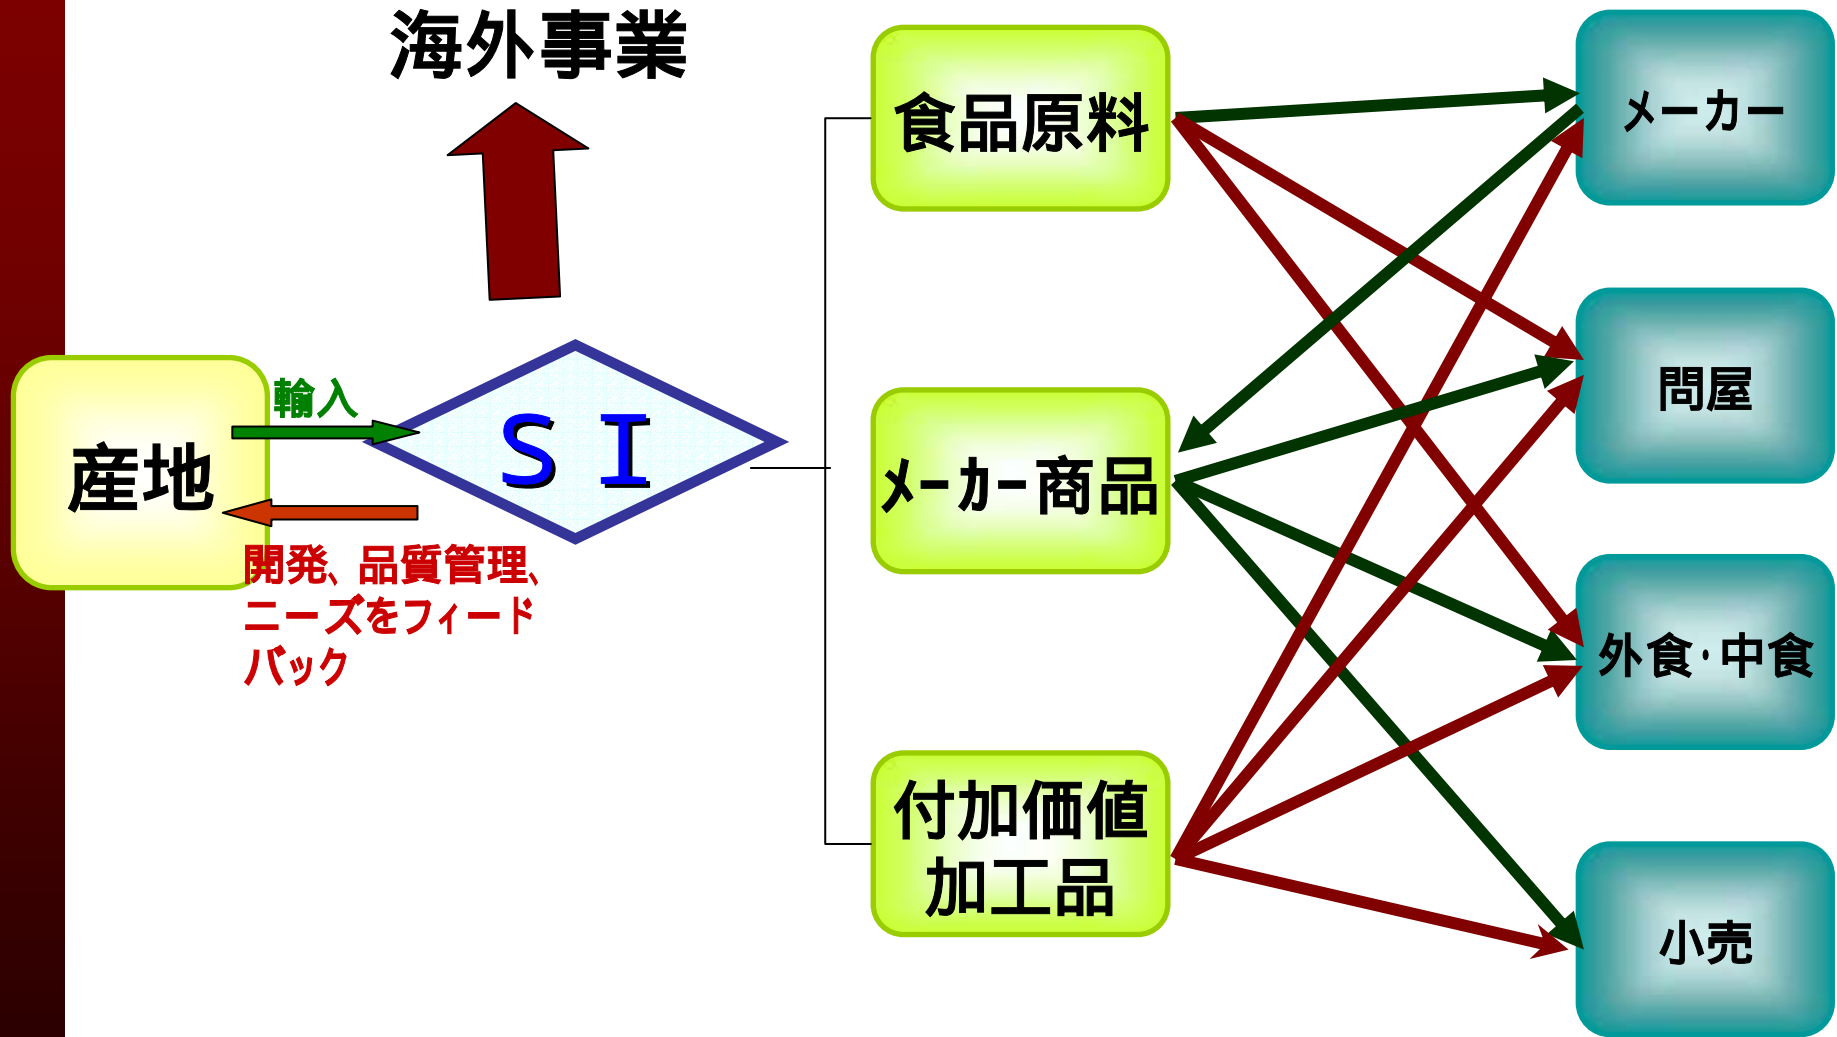 海外事業
産地
輸入
ＳＩ
開発、品質管理、
ニーズをフィード
バック
食品原料
ﾒｰｶｰ商品
付加価値
加工品
メーカー
問屋
外食･中食
小売